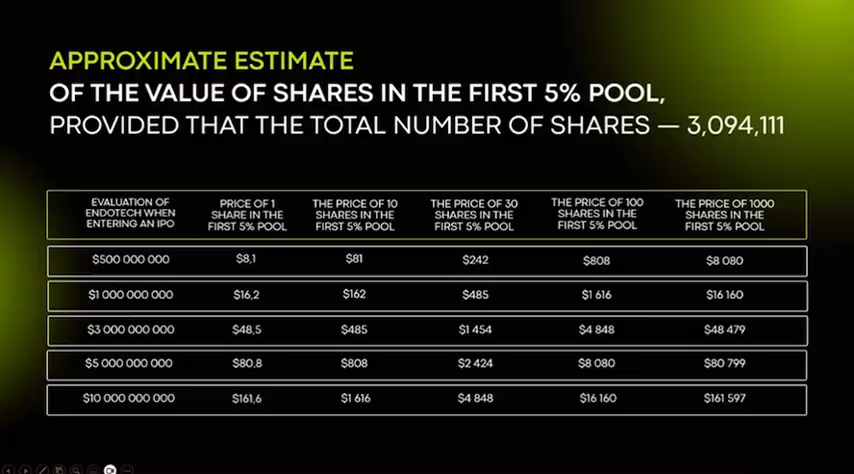 APPROXIMATE ESTIMATE
OF THE VALUE OF SHARES IN THE FIRST 5% POOL,
PROVIDED THAT THE TOTAL NUMBER OF SHARES — 3,094,111
EVALUATION OF ENDOTECH WHEN ENTERING AN IPO
PRICE OF 1 SHARE IN THE FIRST 5% POOL
THE PRICE OF 10 SHARES IN THE FIRST 5% POOL
THE PRICE OF 30 SHARES IN THE FIRST 5% POOL
THE PRICE OF 100 SHARES IN THE FIRST 5% POOL
THE PRICE OF 1000 SHARES IN THE FIRST 5% POOL
$500 000 000 $8,1 $81 $242 $808 $8 080
$1 000 000 000 $16,2 $162 $485 $1 616 $16 160
$3 000 000 000 $48,5 $485 $1 454 $4 848 $48 479
$5 000 000 000 $80,8 $808 $2 424 $8 080 $80 799
$10 000 000 000 $161,6 $1 616 $4 848 $16 160 $161 597